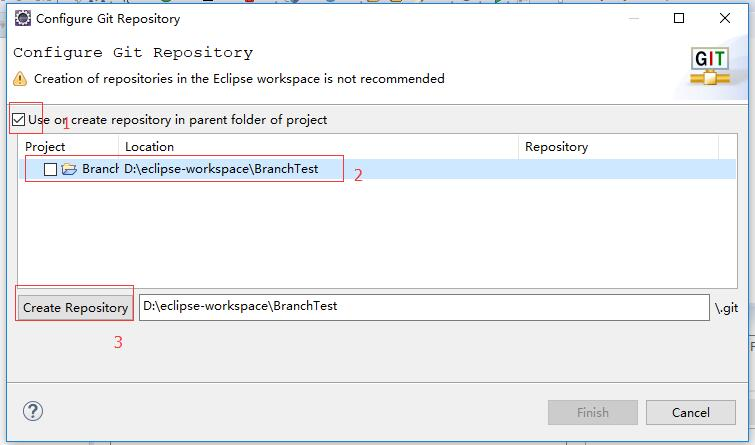 Configure Git Repository
Configure Git Repository
Creation of repositories in the Eclipse workspace is not recommended
GIT
Use or create repository in parent folder of project
1
Project Location Repository
Branch D:\eclipse-workspace\BranchTest
2
Create Repository D:\eclipse-workspace\BranchTest \.git
3
? Finish Cancel